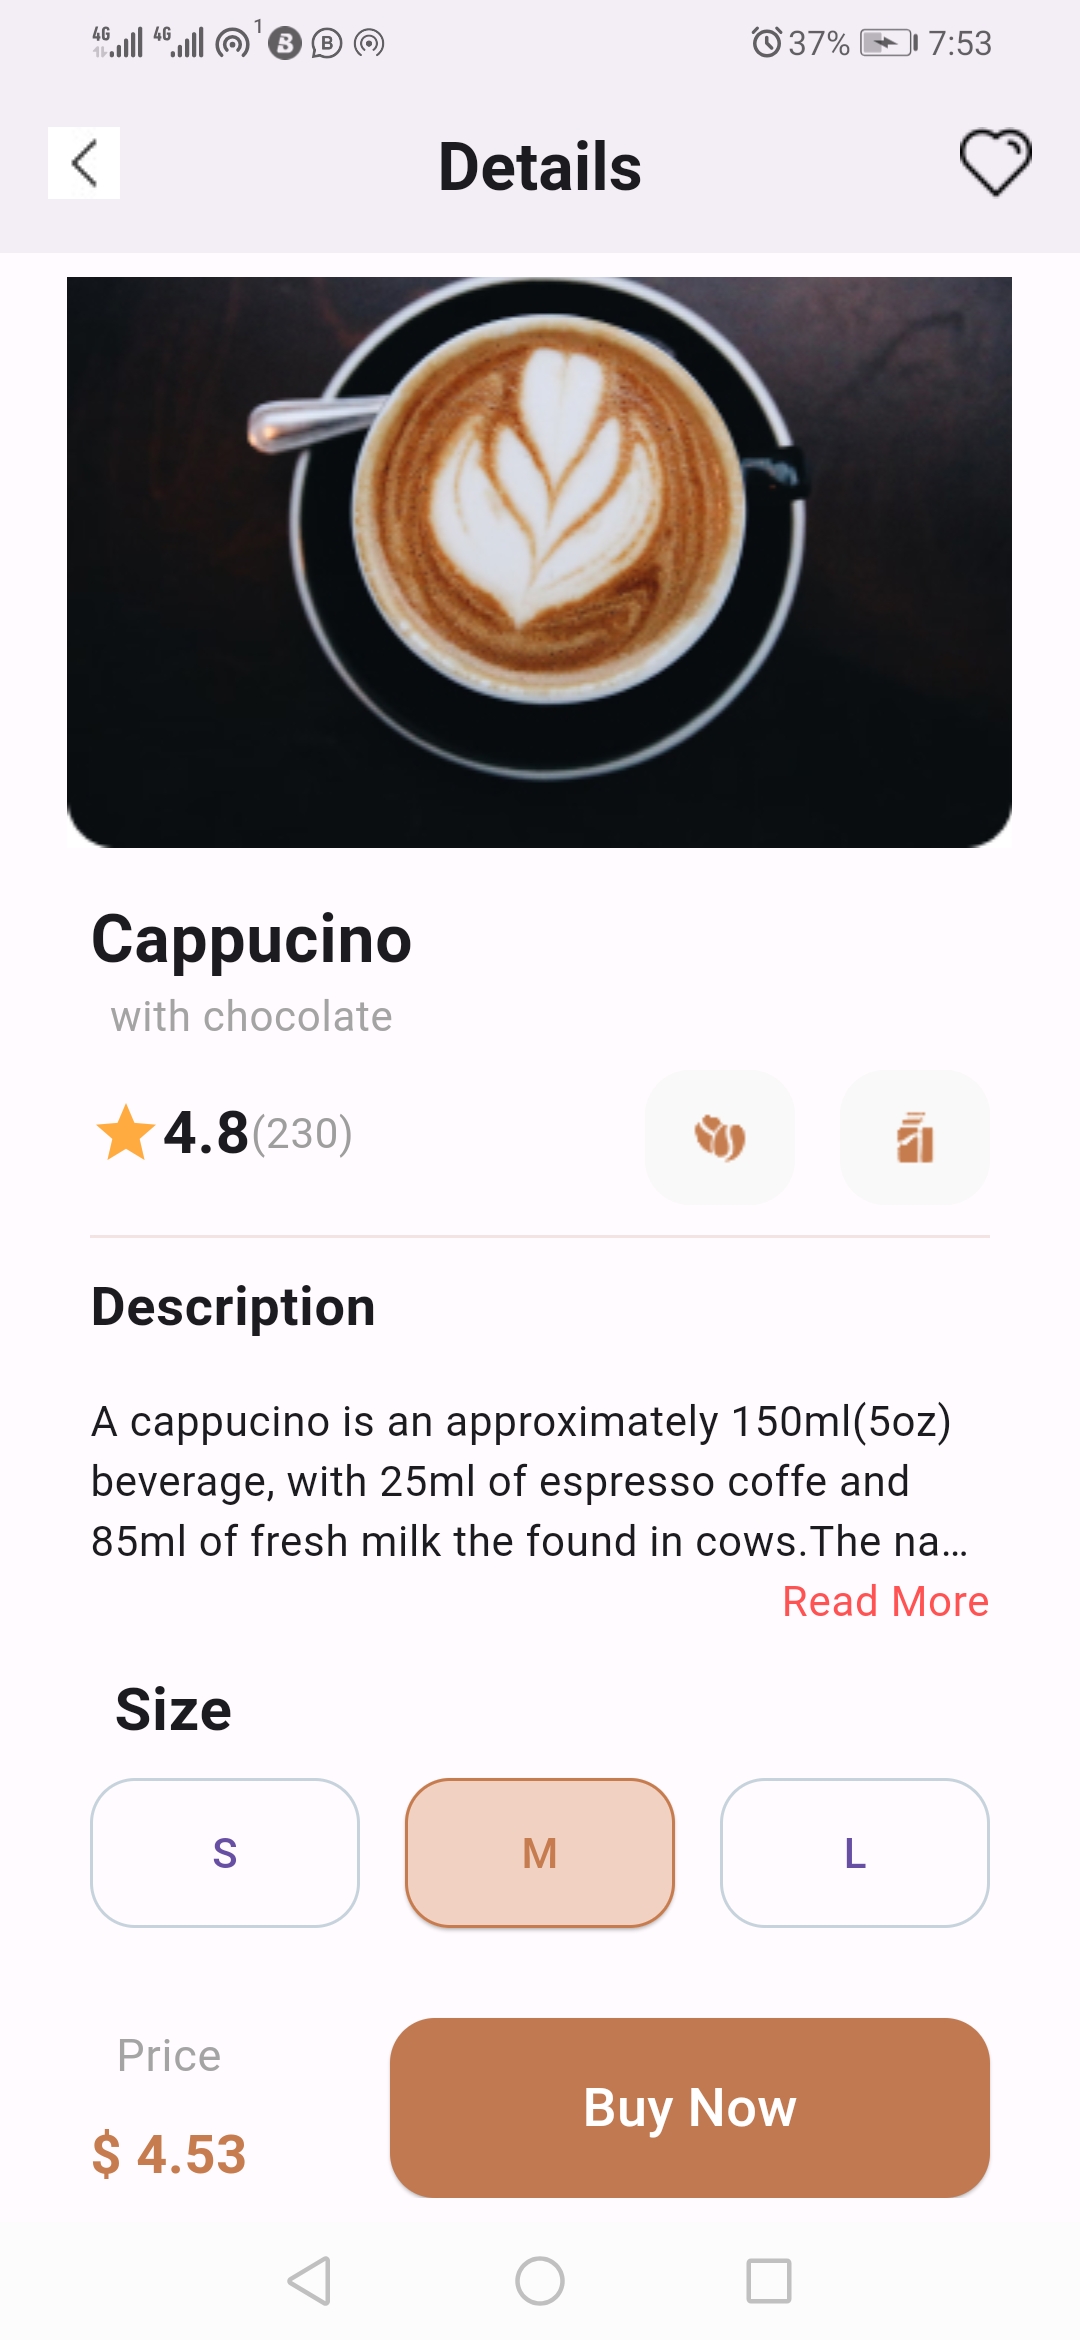 4G 4G 1 B B 37% 7:53
Details
Cappucino
with chocolate
4.8(230)
Description
A cappucino is an approximately 150ml(5oz)
beverage, with 25ml of espresso coffe and
85ml of fresh milk the found in cows.The na…
Read More
Size
S M L
Price
Buy Now
$ 4.53